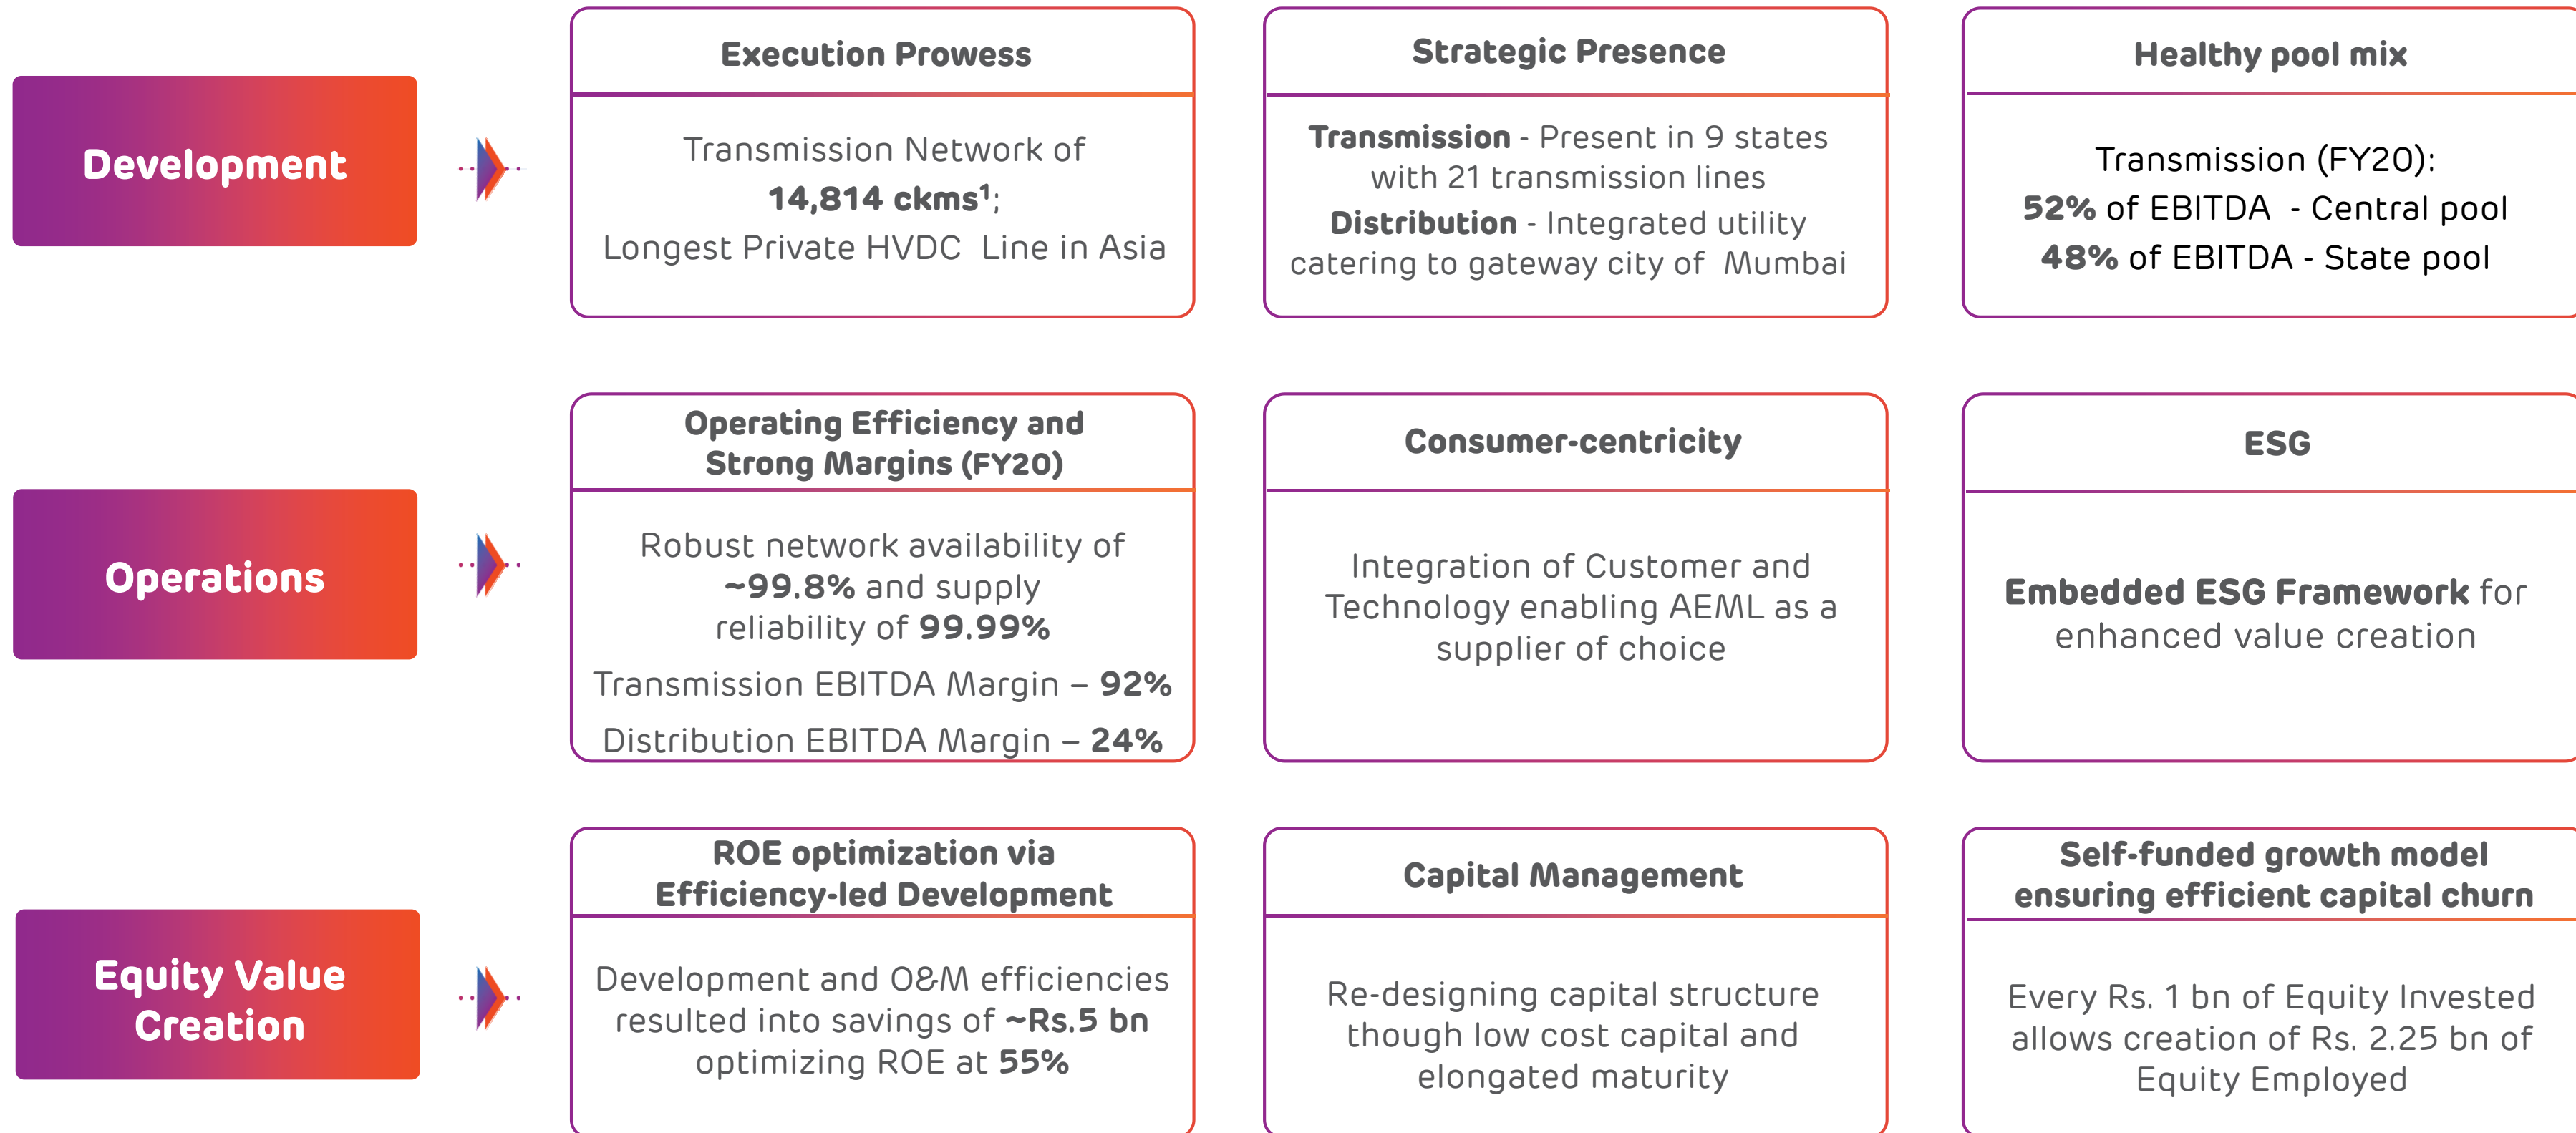 Development
Execution Prowess
Transmission Network of
14,814 ckms¹;
Longest Private HVDC Line in Asia
Strategic Presence
Transmission - Present in 9 states
with 21 transmission lines
Distribution - Integrated utility
catering to gateway city of Mumbai
Healthy pool mix
Transmission (FY20):
52% of EBITDA - Central pool
48% of EBITDA - State pool
Operations
Operating Efficiency and
Strong Margins (FY20)
Robust network availability of
~99.8% and supply
reliability of 99.99%
Transmission EBITDA Margin – 92%
Distribution EBITDA Margin – 24%
Consumer-centricity
Integration of Customer and
Technology enabling AEML as a
supplier of choice
ESG
Embedded ESG Framework for
enhanced value creation
Equity Value
Creation
ROE optimization via
Efficiency-led Development
Development and O&M efficiencies
resulted into savings of ~Rs.5 bn
optimizing ROE at 55%
Capital Management
Re-designing capital structure
though low cost capital and
elongated maturity
Self-funded growth model
ensuring efficient capital churn
Every Rs. 1 bn of Equity Invested
allows creation of Rs. 2.25 bn of
Equity Employed